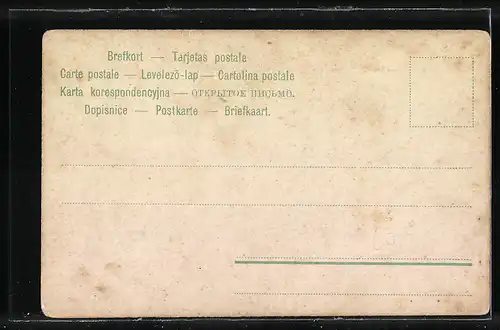 Brefkort — Tarjetas postale
Carte postale — Levelező-lap — Cartolina postale
Karta korespondencyjna — ОТКРЫТОЕ ПИСЬМО.
Dopisnice — Postkarte — Briefkaart.